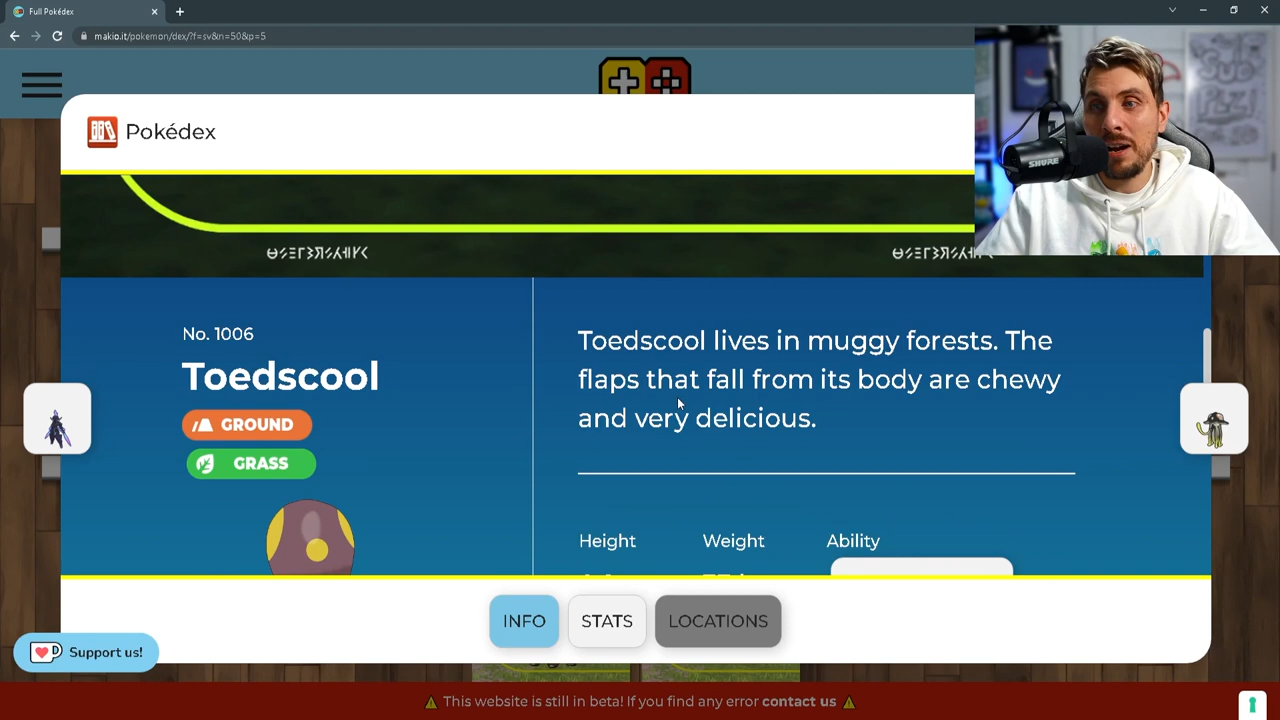 Full Pokédex
makio.it/pokemon/dex/?f=sv&n=50&p=5
SHURE
Pokédex
No. 1006
Toedscool
GROUND
GRASS
Toedscool lives in muggy forests. The
flaps that fall from its body are chewy
and very delicious.
Height Weight Ability
INFO STATS LOCATIONS
Support us!
⚠ This website is still in beta! If you find any error contact us ⚠